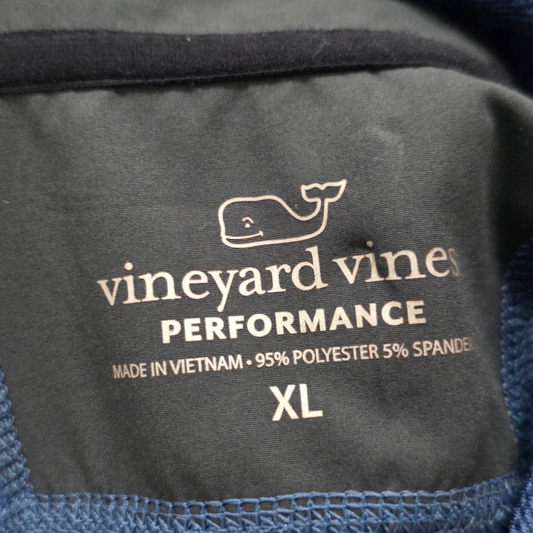 vineyard vines
PERFORMANCE
MADE IN VIETNAM • 95% POLYESTER 5% SPANDEX
XL